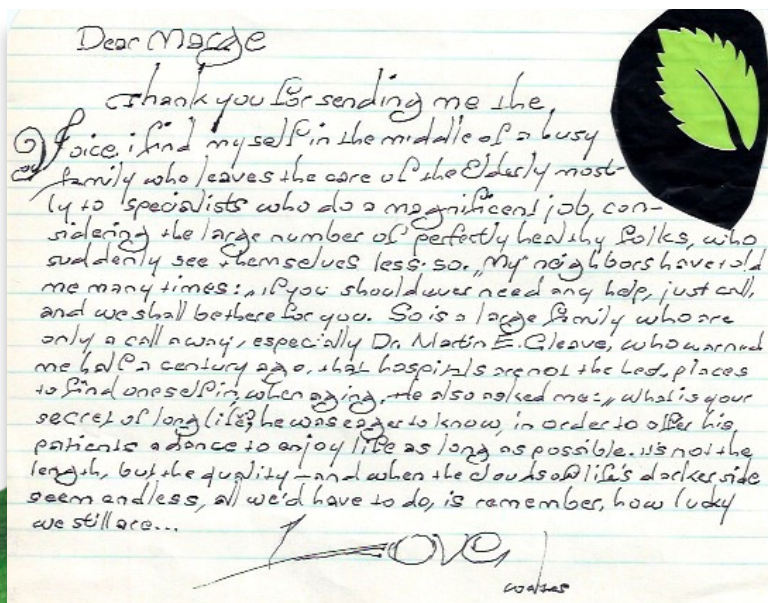 Dear Marge
Thank you for sending me the,
Voice. i find myself in the middle of a busy
family who leaves the care of the Elderly most-
ly to specialists who do a magnificent job, con-
sidering the large number of perfectly healthy folks, who
suddenly see themselves less so. „My neighbors have told
me many times: „if you should ever need any help, just call,
and we shall be there for you. So is a large family who are
only a call away, especially Dr. Martin E. Gleave, who warned
me half a century ago, that hospitals are not the best places
to find oneself in, when aging. He also asked me: „what is your
secret of long life? he was eager to know, in order to offer his
patients a chance to enjoy life as long as possible. it's not the
length, but the quality – and when the clouds of life's darker side
seem endless, all we'd have to do, is remember, how lucky
we still are...
Love